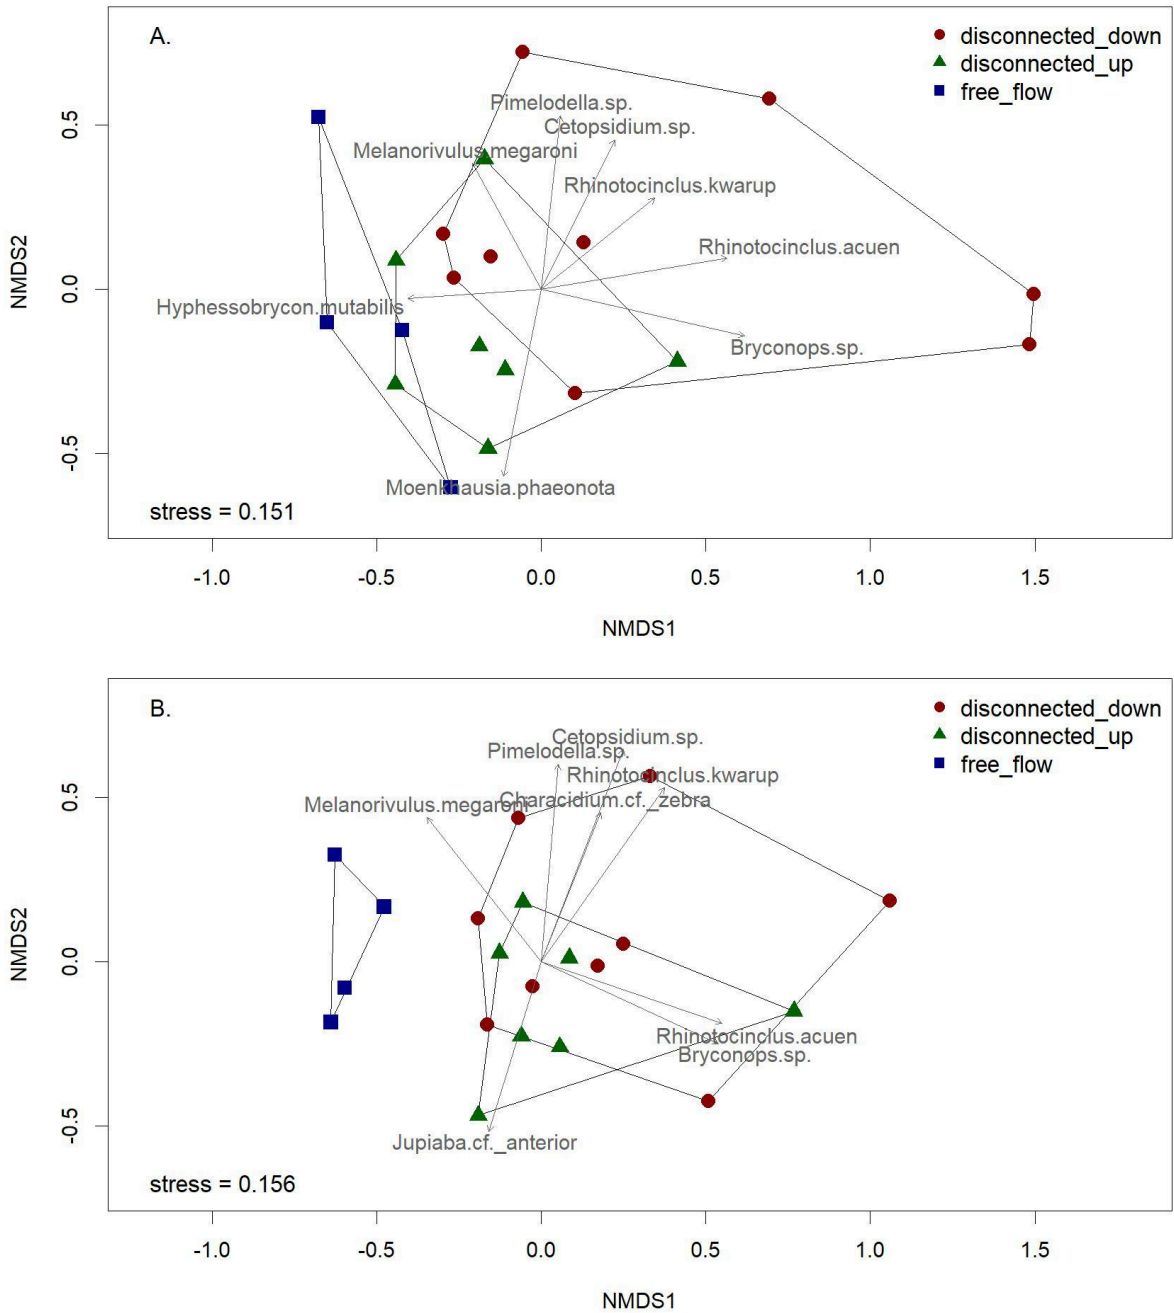 A.
disconnected_down
disconnected_up
free_flow
Pimelodella.sp.
Cetopsidium.sp.
Melanorivulus.megaroni
Rhinotocinclus.kwarup
Rhinotocinclus.acuen
Hyphessobrycon.mutabilis
Bryconops.sp.
Moenkhausia.phaeonota
stress = 0.151
NMDS2
0.5
0.0
-0.5
-1.0 -0.5 0.0 0.5 1.0 1.5
NMDS1
B.
disconnected_down
disconnected_up
free_flow
Cetopsidium.sp.
Pimelodella.sp.
Rhinotocinclus.kwarup
Melanorivulus.megaroni
Characidium.cf._zebra
Rhinotocinclus.acuen
Bryconops.sp.
Jupiaba.cf._anterior
stress = 0.156
NMDS2
0.5
0.0
-0.5
-1.0 -0.5 0.0 0.5 1.0 1.5
NMDS1